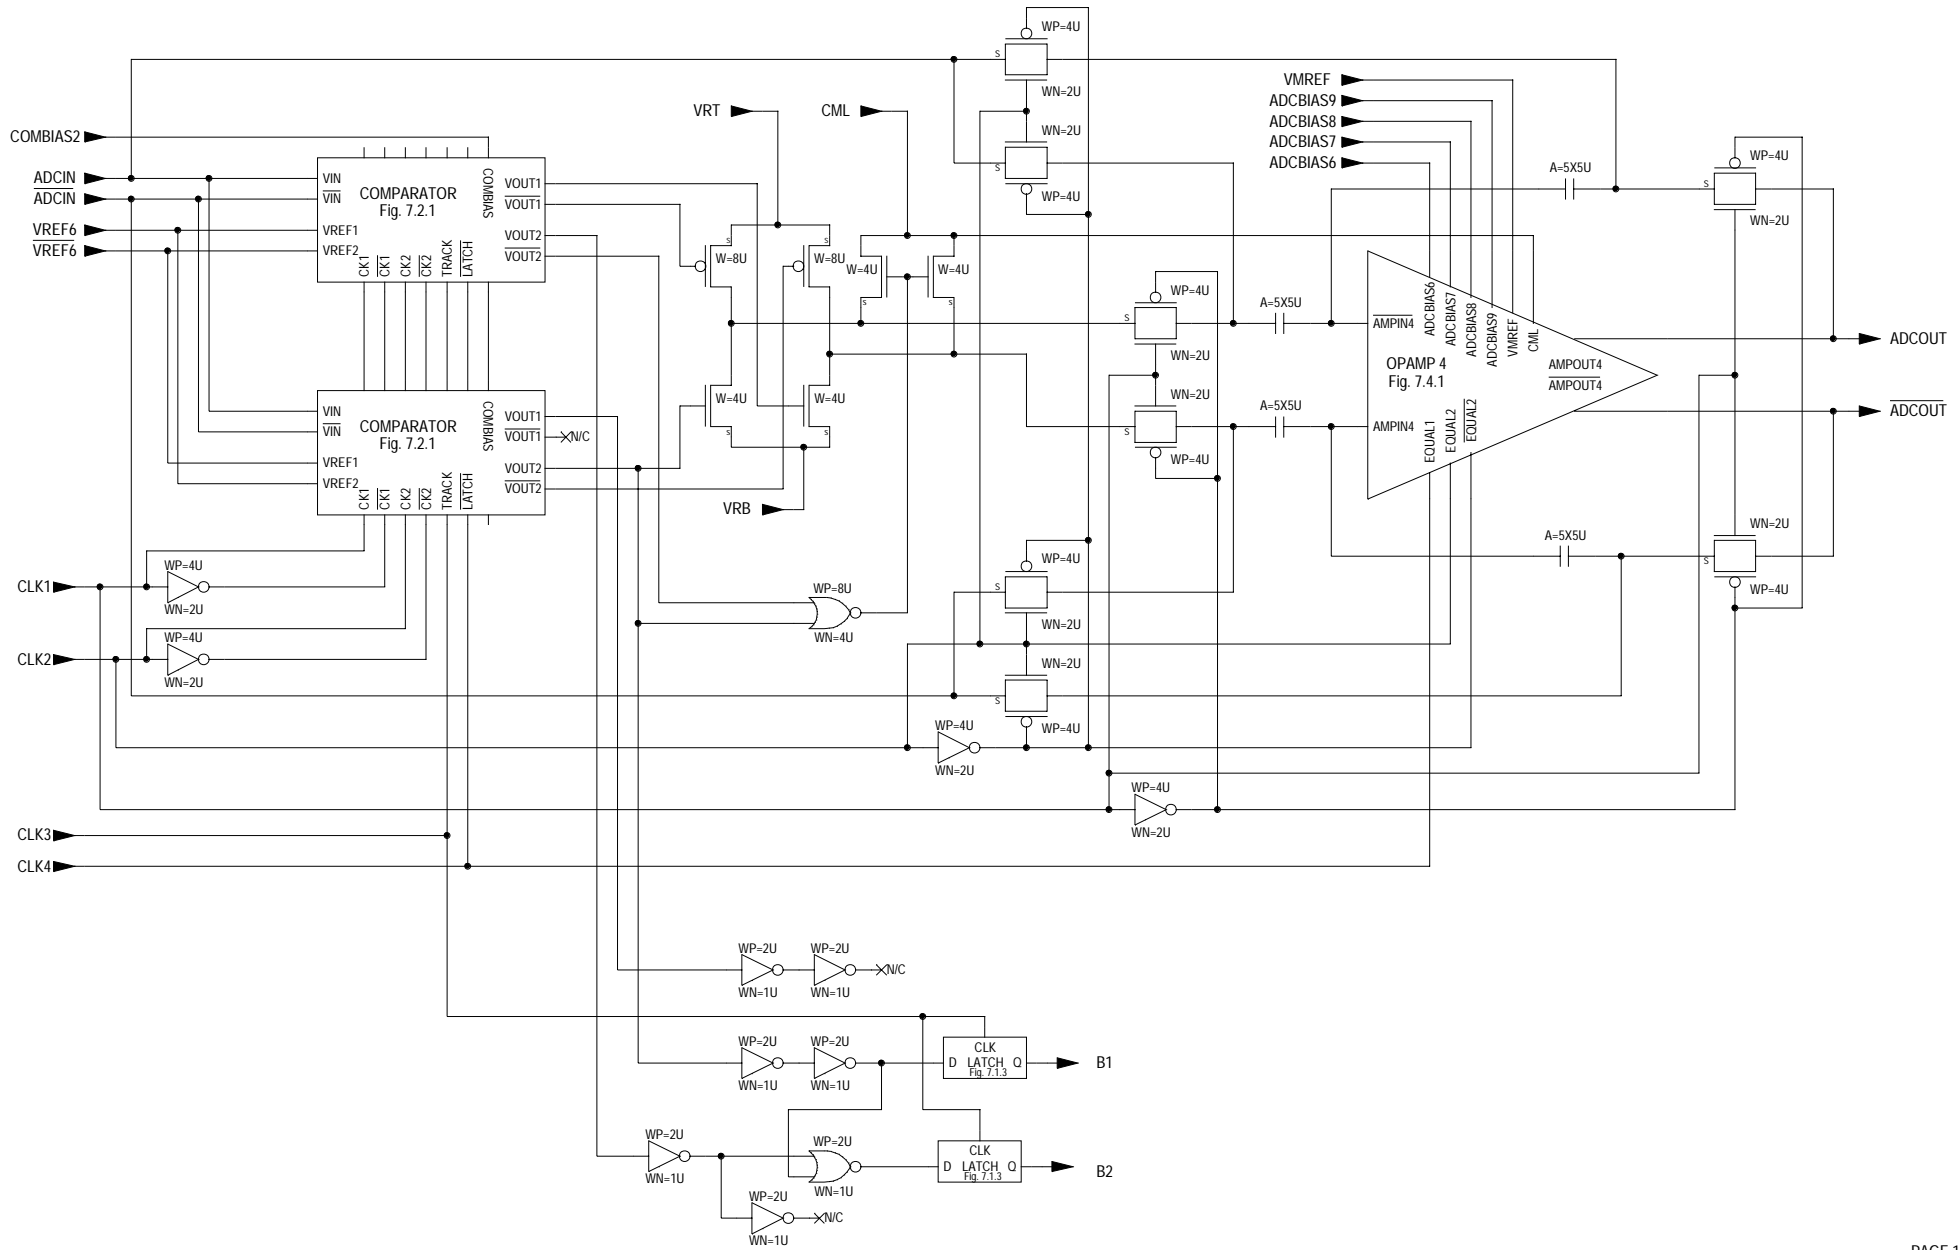 WP=4U
S
WN=2U
WN=2U
S
WP=4U
VMREF
ADCBIAS9
ADCBIAS8
ADCBIAS7
ADCBIAS6
VRT
CML
COMBIAS2
ADCIN
ADCIN
VREF6
VREF6
VIN
VIN
VREF1
VREF2
COMPARATOR
Fig. 7.2.1
COMBIAS
VOUT1
VOUT1
VOUT2
VOUT2
CK1
CK1
CK2
CK2
TRACK
LATCH
S
W=8U
S
W=8U
W=4U
S
W=4U
S
A=5X5U
WP=4U
S
WN=2U
WP=4U
S
WN=2U
A=5X5U
WN=2U
S
WP=4U
A=5X5U
AMPIN4
AMPIN4
ADCBIAS6
ADCBIAS7
ADCBIAS8
ADCBIAS9
VMREF
CML
OPAMP 4
Fig. 7.4.1
AMPOUT4
AMPOUT4
EQUAL1
EQUAL2
EQUAL2
ADCOUT
ADCOUT
VIN
VIN
VREF1
VREF2
COMPARATOR
Fig. 7.2.1
COMBIAS
VOUT1
VOUT1
N/C
VOUT2
VOUT2
CK1
CK1
CK2
CK2
TRACK
LATCH
W=4U
S
W=4U
S
VRB
A=5X5U
WN=2U
S
WP=4U
CLK1
WP=4U
WN=2U
CLK2
WP=4U
WN=2U
WP=8U
WN=4U
WP=4U
S
WN=2U
WN=2U
S
WP=4U
WP=4U
WN=2U
WP=4U
WN=2U
CLK3
CLK4
WP=2U
WN=1U
WP=2U
WN=1U
N/C
WP=2U
WN=1U
WP=2U
WN=1U
CLK
D LATCH Q
Fig. 7.1.3
B1
WP=2U
WN=1U
WP=2U
WN=1U
CLK
D LATCH Q
Fig. 7.1.3
B2
WP=2U
WN=1U
N/C